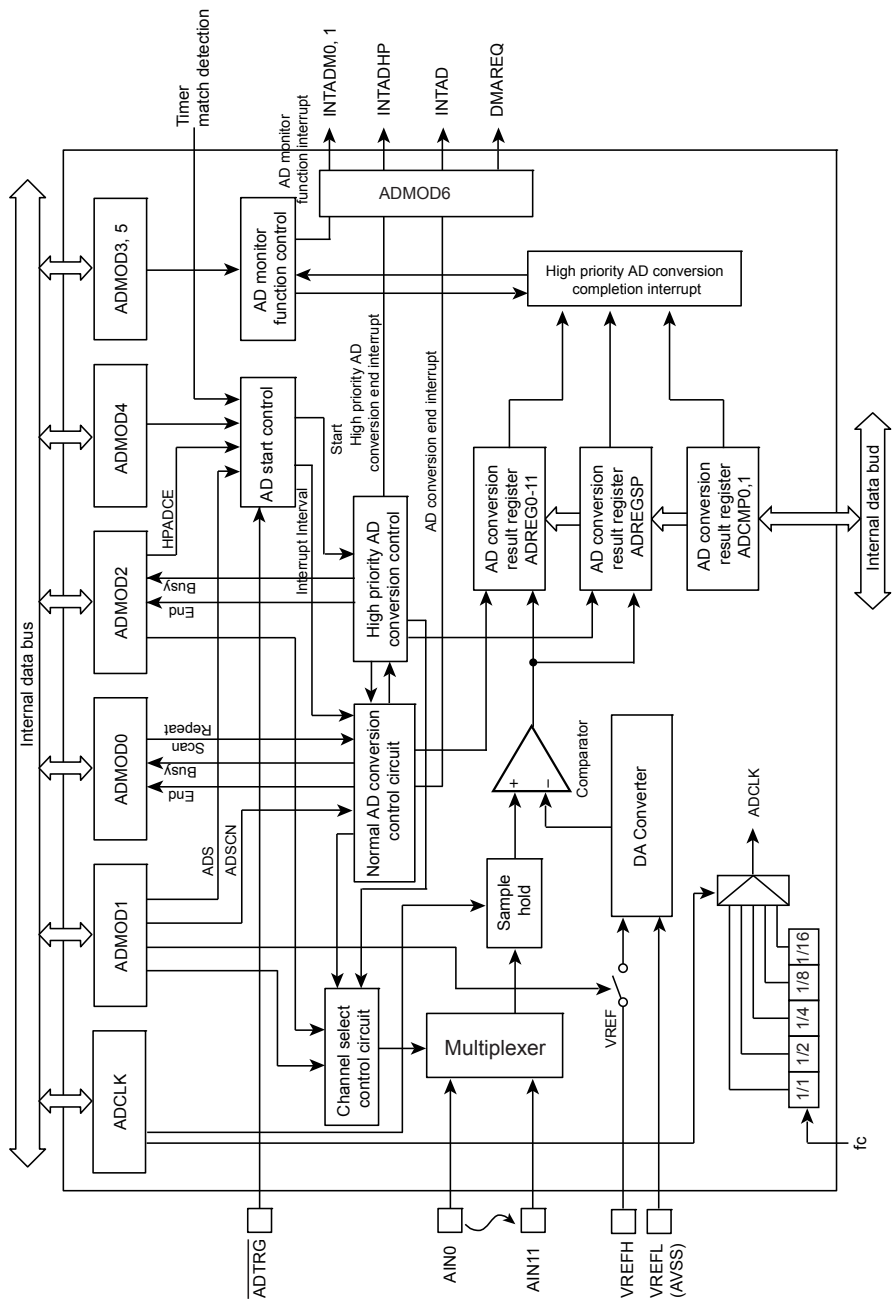 Internal data bus
ADCLK
ADMOD1
ADMOD0
ADMOD2
ADMOD4
ADMOD3, 5
Timer
match detection
ADS
ADSCN
End
Busy
Scan
Repeat
End
Busy
HPADCE
ADTRG
AD start control
AD monitor
function control
AD monitor
function interrupt
ADMOD6
INTADM0, 1
INTADHP
INTAD
DMAREQ
Interrupt Interval
Start
High priority AD
conversion end interrupt
AD conversion end interrupt
Channel select
control circuit
Normal AD conversion
control circuit
High priority AD
conversion control
High priority AD conversion
completion interrupt
AIN0
AIN11
Multiplexer
Sample
hold
+
–
Comparator
AD conversion
result register
ADREG0-11
AD conversion
result register
ADREGSP
AD conversion
result register
ADCMP0,1
VREFH
VREFL
(AVSS)
VREF
DA Converter
Internal data bud
fc
1/1
1/2
1/4
1/8
1/16
ADCLK